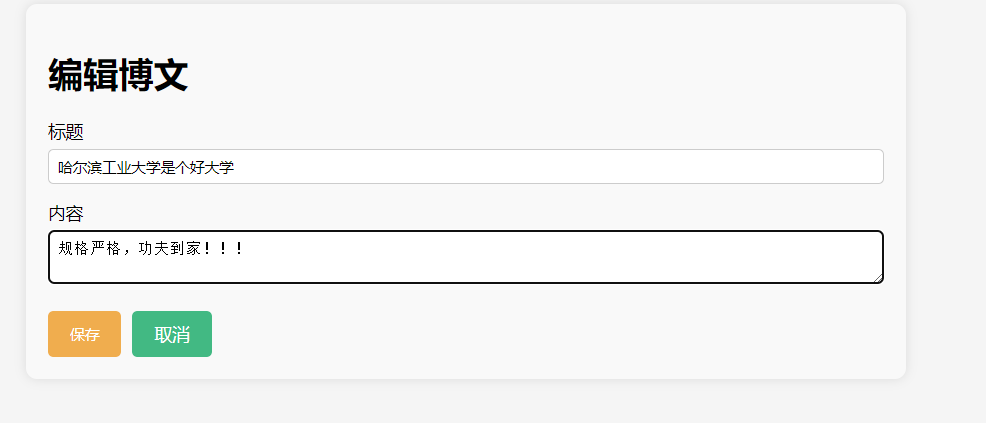 编辑博文
标题
哈尔滨工业大学是个好大学
内容
规格严格，功夫到家！！！
保存 取消